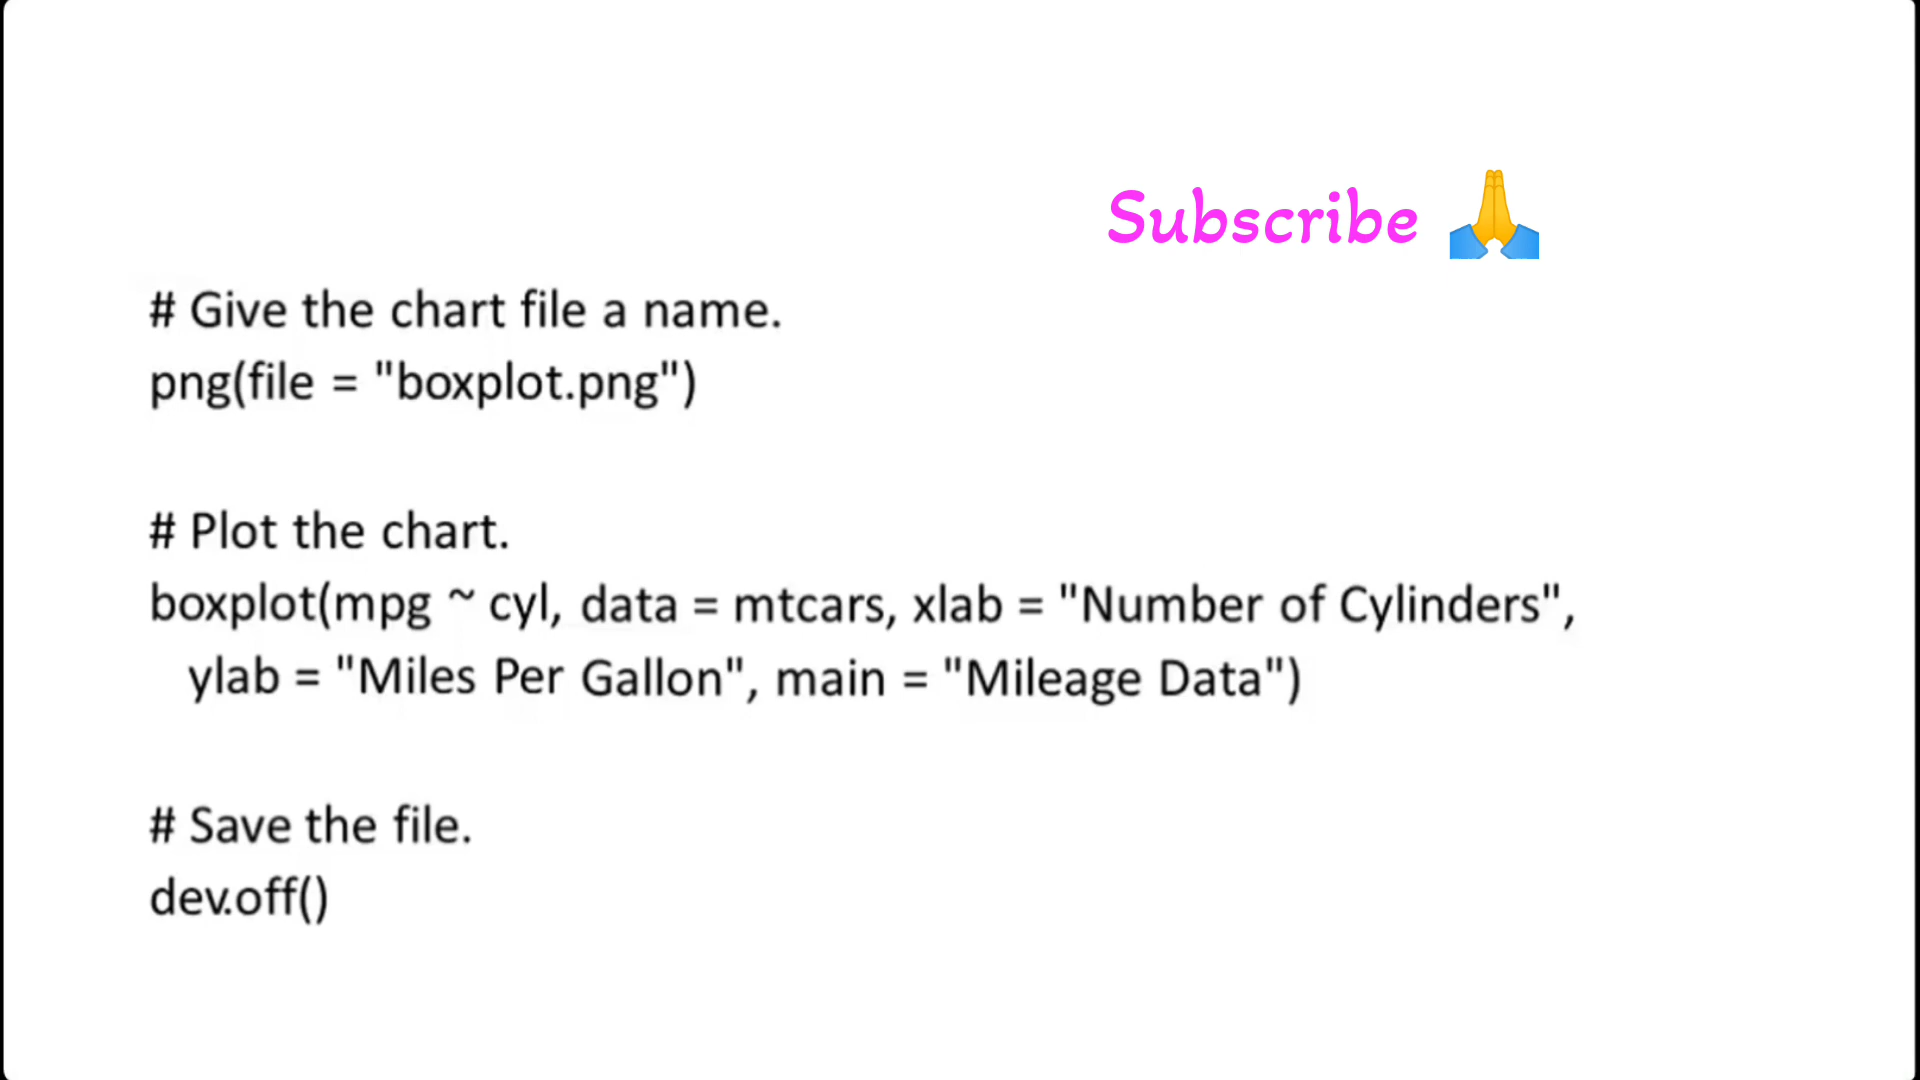 Subscribe 🙏
# Give the chart file a name.
png(file = "boxplot.png")
# Plot the chart.
boxplot(mpg ~ cyl, data = mtcars, xlab = "Number of Cylinders",
ylab = "Miles Per Gallon", main = "Mileage Data")
# Save the file.
dev.off()